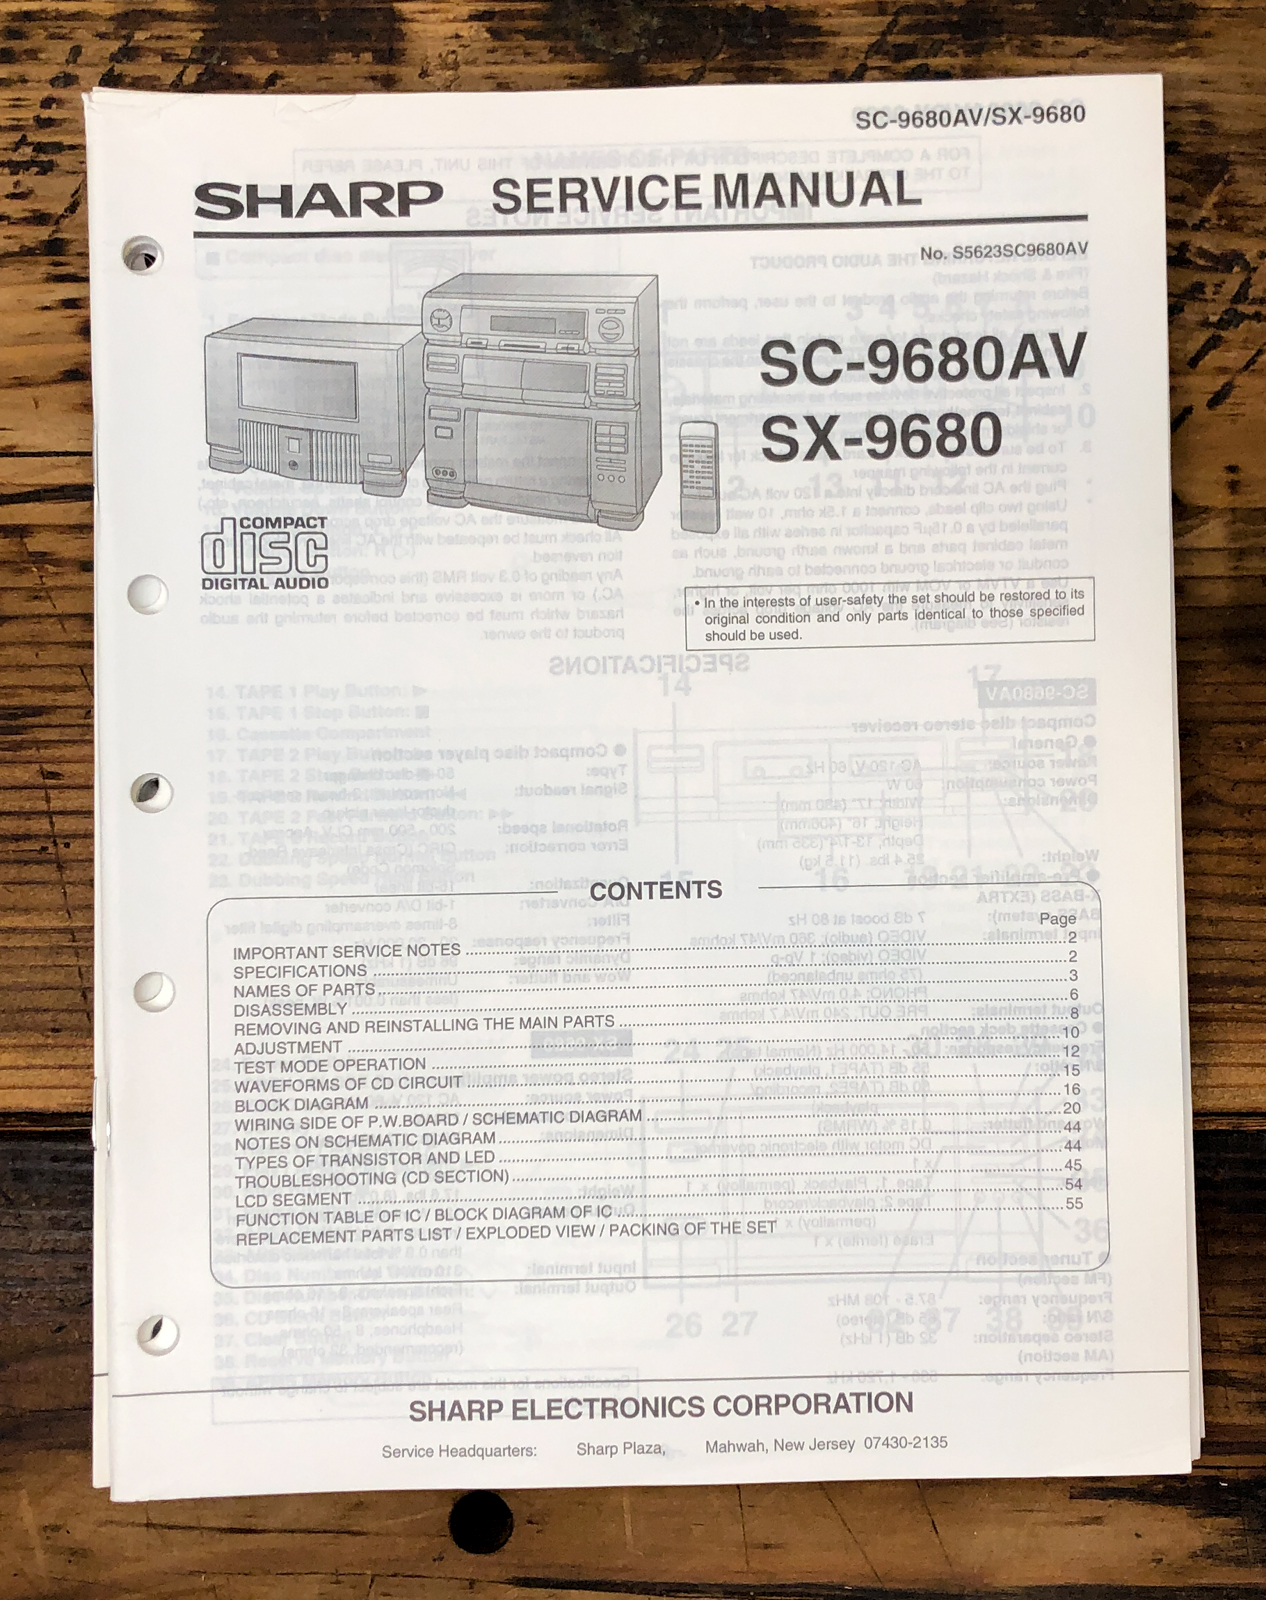 SC-9680AV/SX-9680
SHARP SERVICE MANUAL
No. S5623SC9680AV
SC-9680AV
SX-9680
COMPACT
disc
DIGITAL AUDIO
• In the interests of user-safety the set should be restored to its
original condition and only parts identical to those specified
should be used.
CONTENTS
Page
IMPORTANT SERVICE NOTES ........ 2
SPECIFICATIONS ........ 2
NAMES OF PARTS ........ 3
DISASSEMBLY ........ 6
REMOVING AND REINSTALLING THE MAIN PARTS ........ 8
ADJUSTMENT ........ 10
TEST MODE OPERATION ........ 12
WAVEFORMS OF CD CIRCUIT ........ 15
BLOCK DIAGRAM ........ 16
WIRING SIDE OF P.W.BOARD / SCHEMATIC DIAGRAM ........ 20
NOTES ON SCHEMATIC DIAGRAM ........ 44
TYPES OF TRANSISTOR AND LED ........ 44
TROUBLESHOOTING (CD SECTION) ........ 45
LCD SEGMENT ........ 54
FUNCTION TABLE OF IC / BLOCK DIAGRAM OF IC ........ 55
REPLACEMENT PARTS LIST / EXPLODED VIEW / PACKING OF THE SET
SHARP ELECTRONICS CORPORATION
Service Headquarters: Sharp Plaza, Mahwah, New Jersey 07430-2135